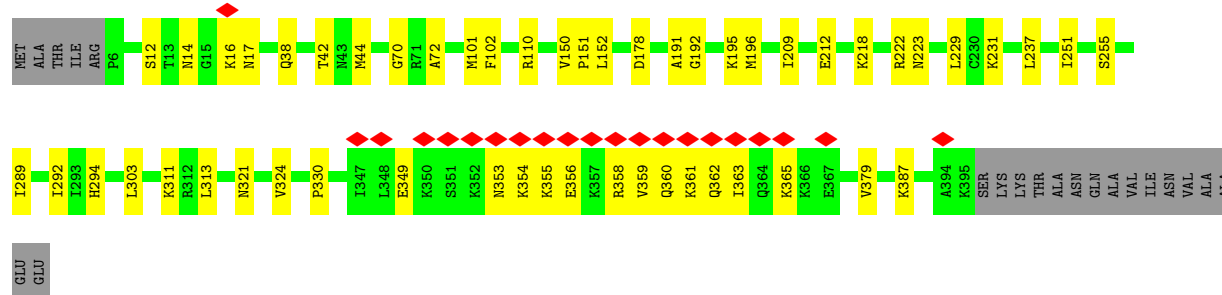 MET ALA THR ILE ARG P6 S12 T13 N14 G15 K16 N17 Q38 T42 N43 M44 G70 R71 A72 M101 F102 R110 V150 P151 L152 D178 A191 G192 K195 M196 I209 E212 K218 R222 N223 L229 C230 K231 L237 I251 S255
I289 I292 I293 H294 L303 K311 R312 L313 N321 V324 P330 I347 L348 E349 K350 S351 K352 N353 K354 K355 E356 K357 R358 V359 Q360 K361 Q362 I363 Q364 K365 K366 E367 V379 K387 A394 K395 SER LYS LYS THR ALA ASN GLN ALA VAL ILE ASN VAL ALA
GLU GLU